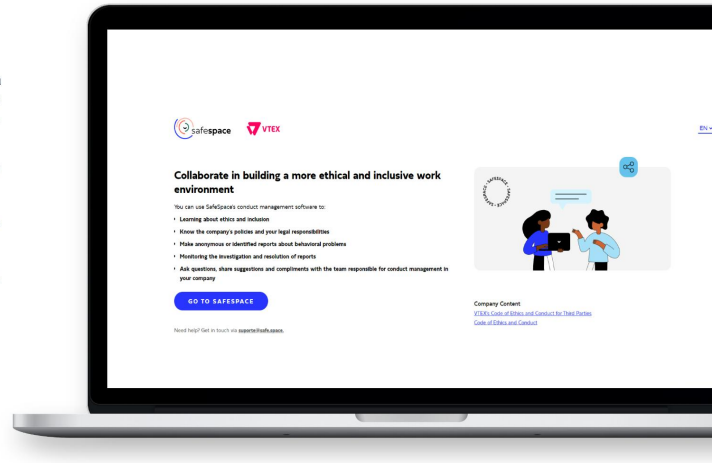 safespace
VTEX
EN
Collaborate in building a more ethical and inclusive work
environment
You can use SafeSpace's conduct management software to:
Learning about ethics and inclusion
Know the company's policies and your legal responsibilities
Make anonymous or identified reports about behavioral problems
Monitoring the investigation and resolution of reports
Ask questions, share suggestions and compliments with the team responsible for conduct management in
your company
GO TO SAFESPACE
Need help? Get in touch via suporte@safe.space.
SAFESPACE • SAFESPACE •
Company Content
VTEX's Code of Ethics and Conduct for Third Parties
Code of Ethics and Conduct